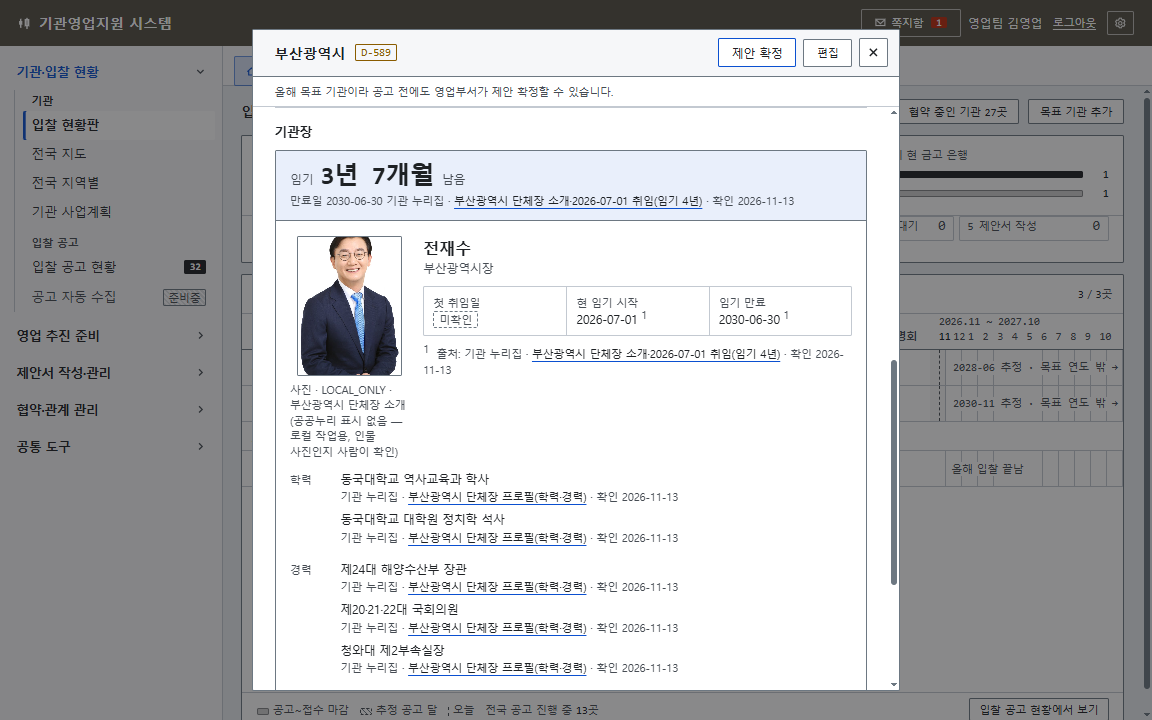 기관영업지원 시스템
쪽지함 1
영업팀 김영업
로그아웃
기관·입찰 현황
기관
입찰 현황판
전국 지도
전국 지역별
기관 사업계획
입찰 공고
입찰 공고 현황 32
공고 자동 수집 준비중
영업 추진 준비
제안서 작성·관리
협약·관계 관리
공통 도구
부산광역시 D-589
제안 확정
편집
올해 목표 기관이라 공고 전에도 영업부서가 제안 확정할 수 있습니다.
기관장
임기 3년 7개월 남음
만료일 2030-06-30 기관 누리집 · 부산광역시 단체장 소개·2026-07-01 취임(임기 4년) · 확인 2026-11-13
전재수
부산광역시장
첫 취임일
미확인
현 임기 시작
2026-07-01 1
임기 만료
2030-06-30 1
1 출처: 기관 누리집 · 부산광역시 단체장 소개·2026-07-01 취임(임기 4년) · 확인 2026-
11-13
사진 · LOCAL_ONLY ·
부산광역시 단체장 소개
(공공누리 표시 없음 —
로컬 작업용, 인물
사진인지 사람이 확인)
학력
동국대학교 역사교육과 학사
기관 누리집 · 부산광역시 단체장 프로필(학력·경력) · 확인 2026-11-13
동국대학교 대학원 정치학 석사
기관 누리집 · 부산광역시 단체장 프로필(학력·경력) · 확인 2026-11-13
경력
제24대 해양수산부 장관
기관 누리집 · 부산광역시 단체장 프로필(학력·경력) · 확인 2026-11-13
제20·21·22대 국회의원
기관 누리집 · 부산광역시 단체장 프로필(학력·경력) · 확인 2026-11-13
청와대 제2부속실장
기관 누리집 · 부산광역시 단체장 프로필(학력·경력) · 확인 2026-11-13
협약 중인 기관 27곳
목표 기관 추가
현 금고 은행
1
1
대기 0
5 제안서 작성 0
3 / 3곳
2026.11 ~ 2027.10
11 12 1 2 3 4 5 6 7 8 9 10
2028-06 추정 · 목표 연도 밖 →
2030-11 추정 · 목표 연도 밖 →
올해 입찰 끝남
공고~접수 마감 추정 공고 달 오늘 전국 공고 진행 중 13곳
입찰 공고 현황에서 보기